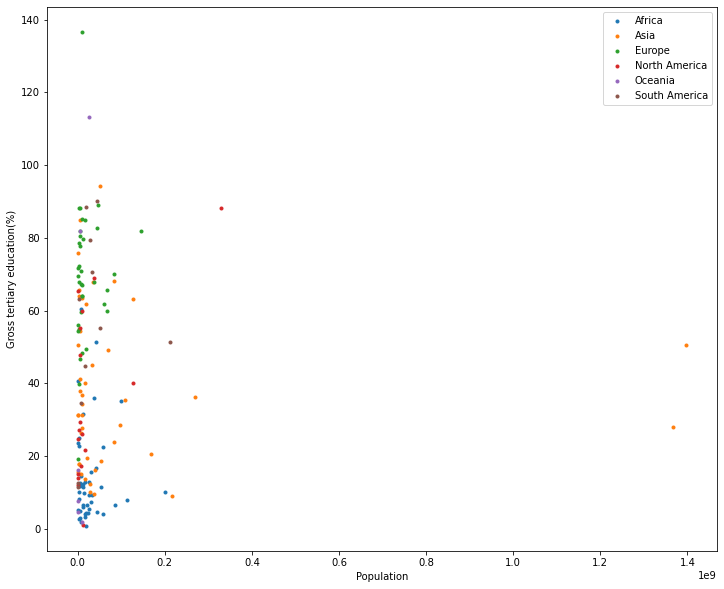 140
120
100
80
60
40
20
0
Gross tertiary education(%)
Africa
Asia
Europe
North America
Oceania
South America
0.0 0.2 0.4 0.6 0.8 1.0 1.2 1.4
1e9
Population